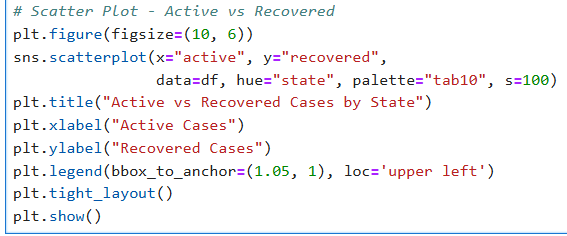 # Scatter Plot - Active vs Recovered
plt.figure(figsize=(10, 6))
sns.scatterplot(x="active", y="recovered",
                data=df, hue="state", palette="tab10", s=100)
plt.title("Active vs Recovered Cases by State")
plt.xlabel("Active Cases")
plt.ylabel("Recovered Cases")
plt.legend(bbox_to_anchor=(1.05, 1), loc='upper left')
plt.tight_layout()
plt.show()